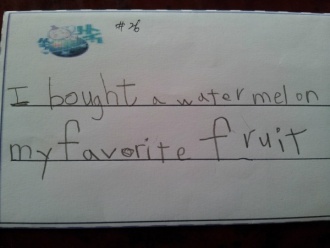 #26
I bought a water melon
my favorite fruit